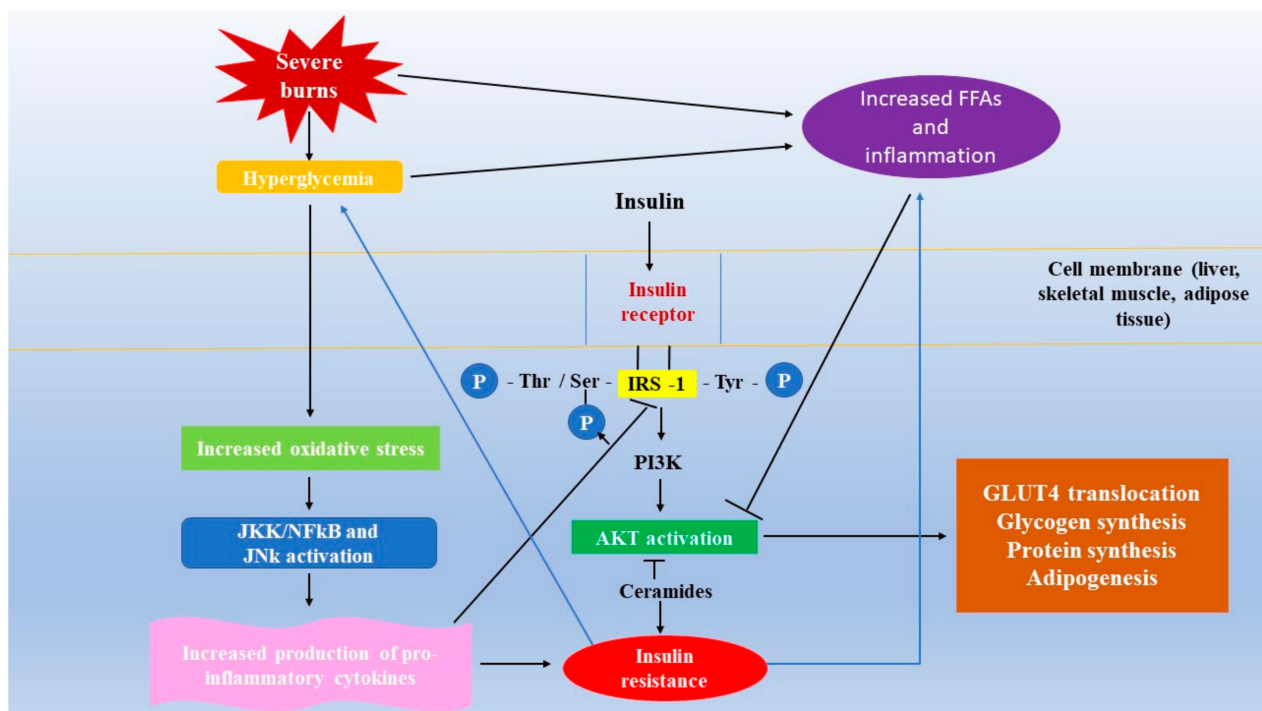 Severe
burns
Increased FFAs
and
inflammation
Hyperglycemia
Insulin
Cell membrane (liver,
skeletal muscle, adipose
tissue)
Insulin
receptor
P - Thr / Ser - IRS -1 - Tyr - P
P
Increased oxidative stress
PI3K
JKK/NFkB and
JNk activation
AKT activation
GLUT4 translocation
Glycogen synthesis
Protein synthesis
Adipogenesis
Ceramides
Increased production of pro-
inflammatory cytokines
Insulin
resistance